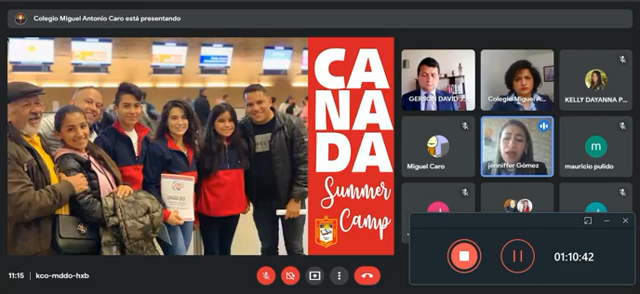 Colegio Miguel Antonio Caro está presentando
CA
NA
DA
Summer
Camp
GERSON DAVID
Colegio Miguel A...
KELLY DAYANNA P...
Miguel Caro
jenniffer Gómez
m
mauricio pulido
11:15 | kco-mddo-hxb
01:10:42